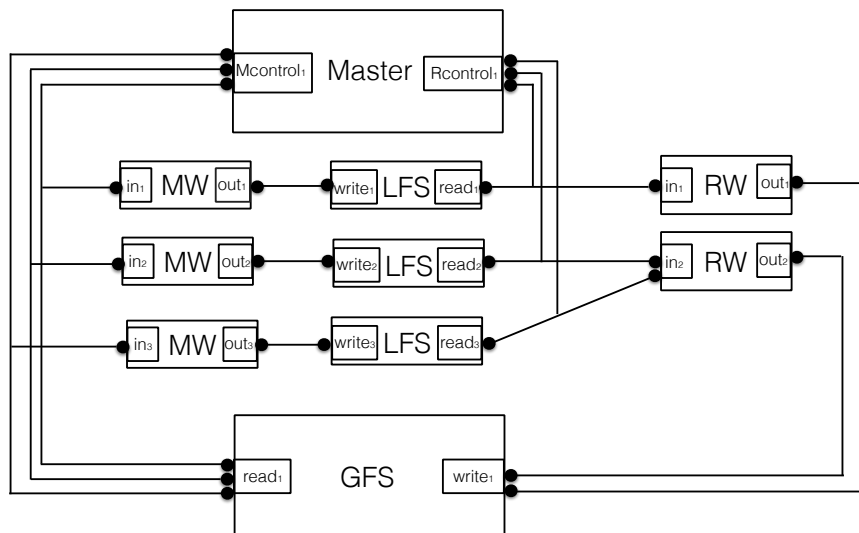 Mcontrol₁ Master Rcontrol₁
in₁ MW out₁ write₁ LFS read₁ in₁ RW out₁
in₂ MW out₂ write₂ LFS read₂ in₂ RW out₂
in₃ MW out₃ write₃ LFS read₃
read₁ GFS write₁